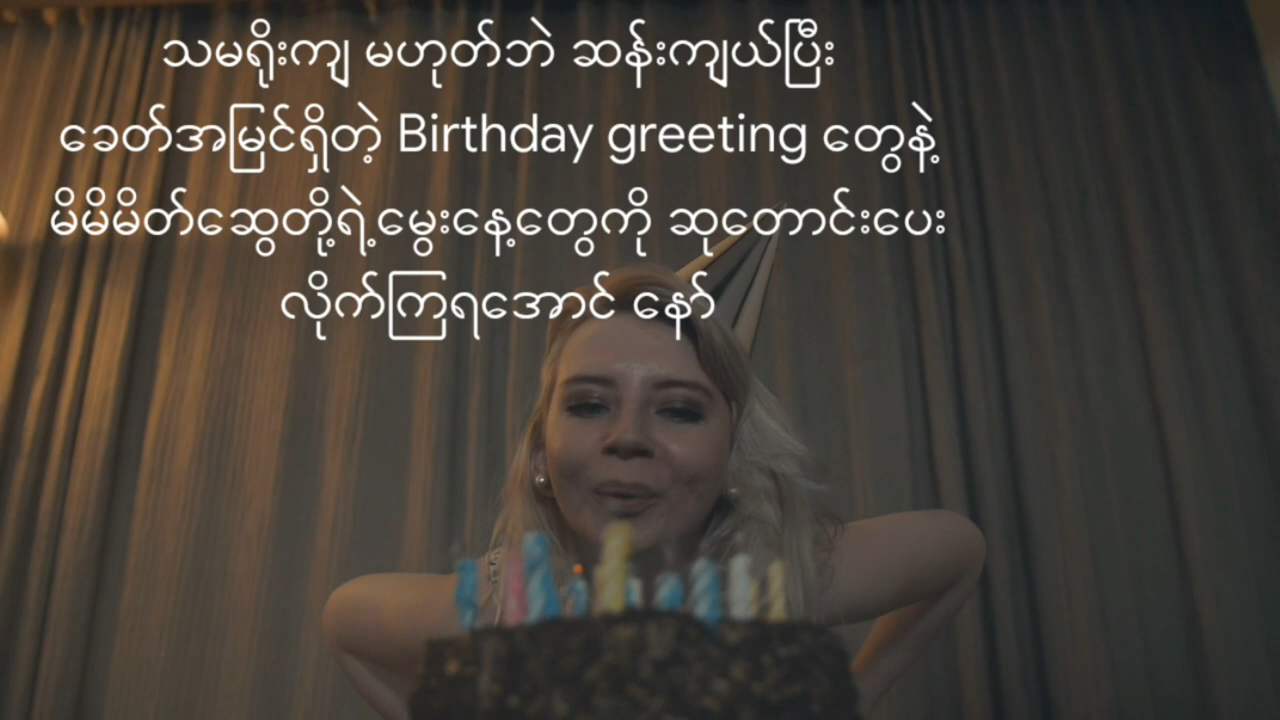 သမရိုးကျ မဟုတ်ဘဲ ဆန်းကျယ်ပြီး
ခေတ်အမြင်ရှိတဲ့ Birthday greeting တွေနဲ့
မိမိမိတ်ဆွေတို့ရဲ့မွေးနေ့တွေကို ဆုတောင်းပေး
လိုက်ကြရအောင် နော်